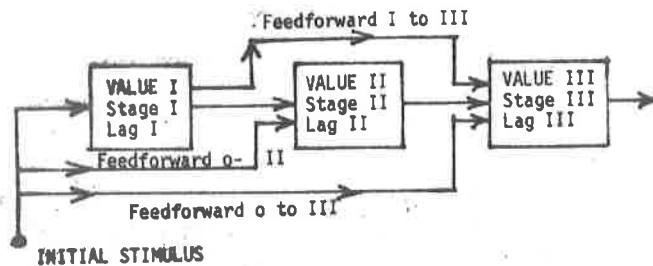 Feedforward I to III
VALUE I
Stage I
Lag I
VALUE II
Stage II
Lag II
VALUE III
Stage III
Lag III
Feedforward o- II
Feedforward o to III
INITIAL STIMULUS